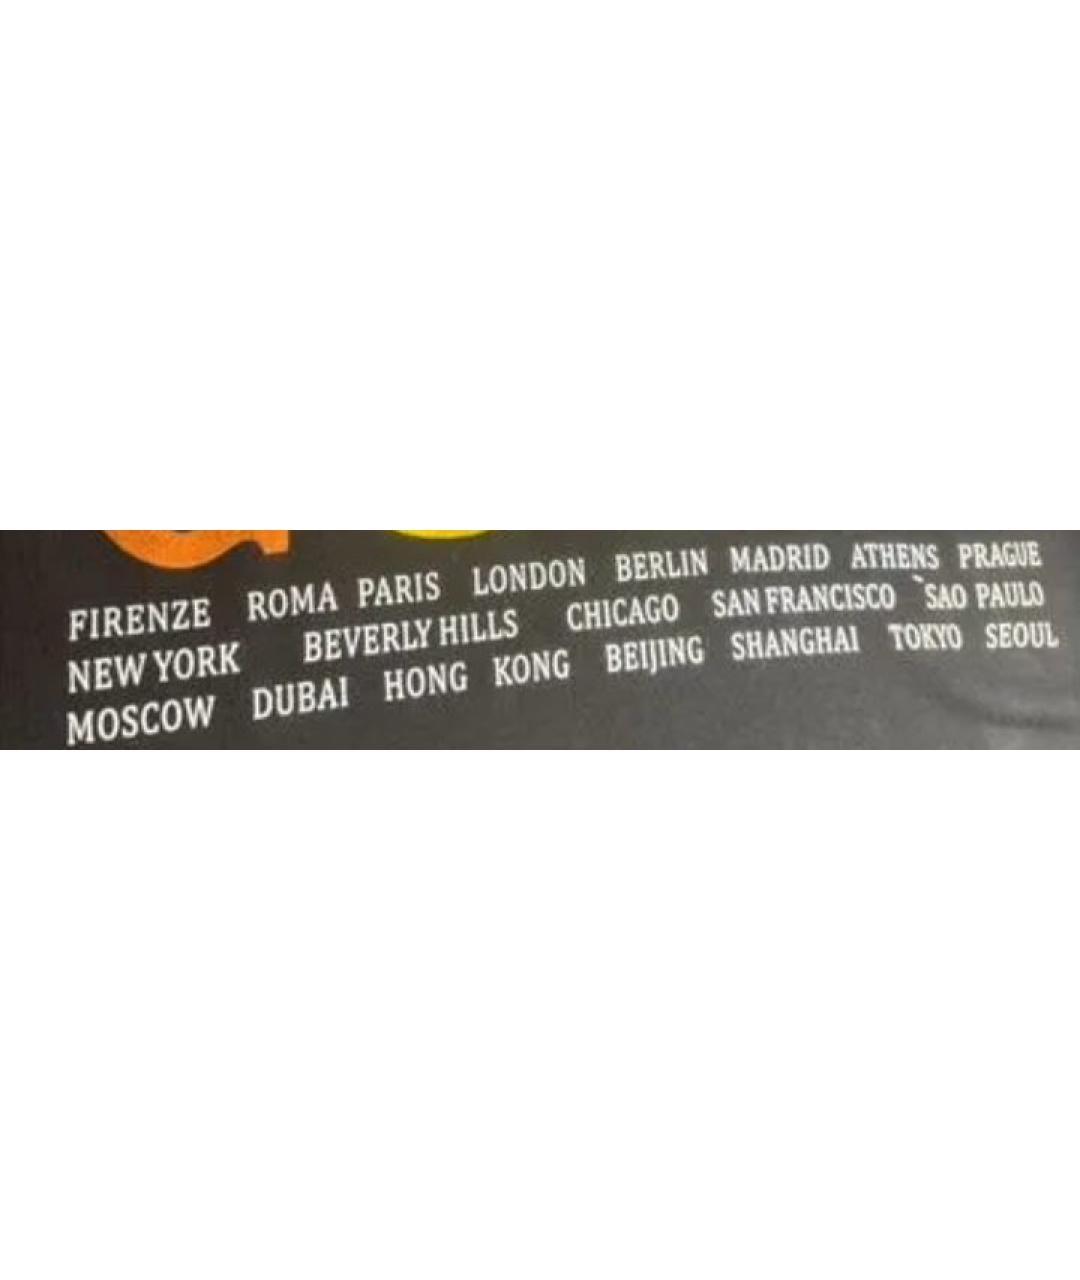 FIRENZE ROMA PARIS LONDON BERLIN MADRID ATHENS PRAGUE
NEW YORK BEVERLY HILLS CHICAGO SAN FRANCISCO `SAO PAULO
MOSCOW DUBAI HONG KONG BEIJING SHANGHAI TOKYO SEOUL